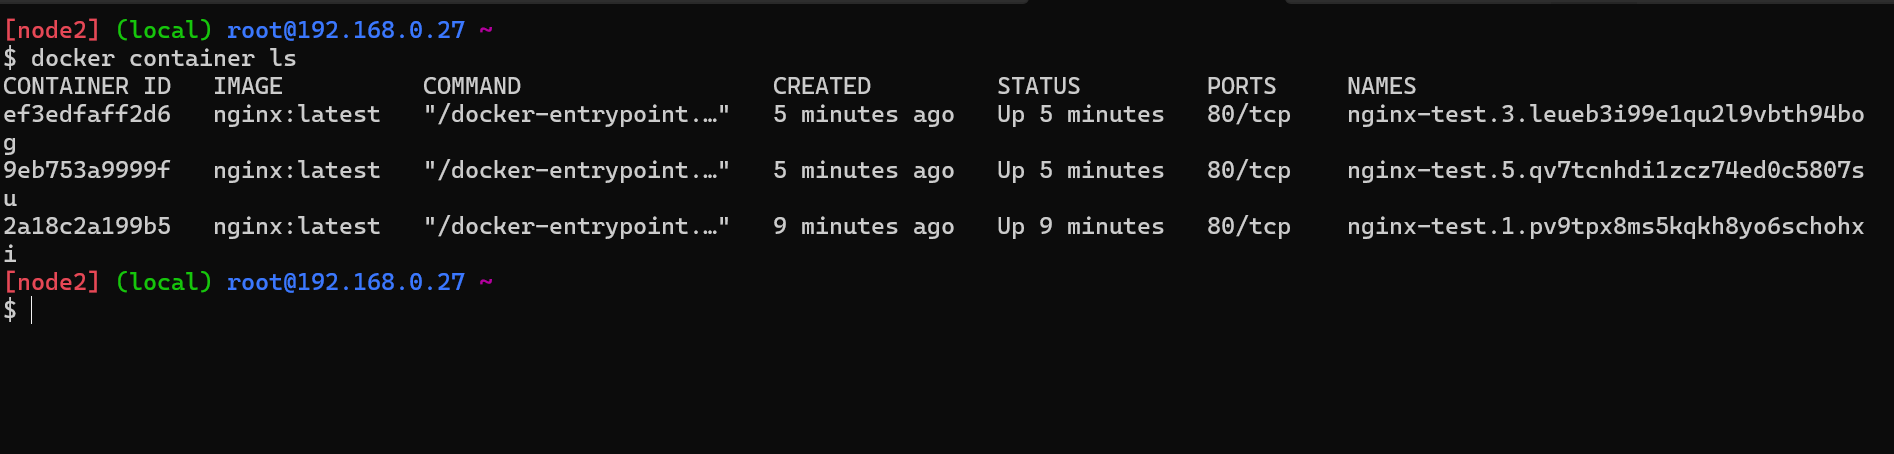 [node2] (local) root@192.168.0.27 ~
$ docker container ls
CONTAINER ID   IMAGE          COMMAND                  CREATED         STATUS         PORTS     NAMES
ef3edfaff2d6   nginx:latest   "/docker-entrypoint.…"   5 minutes ago   Up 5 minutes   80/tcp    nginx-test.3.leueb3i99e1qu2l9vbth94bo
g
9eb753a9999f   nginx:latest   "/docker-entrypoint.…"   5 minutes ago   Up 5 minutes   80/tcp    nginx-test.5.qv7tcnhdi1zcz74ed0c5807s
u
2a18c2a199b5   nginx:latest   "/docker-entrypoint.…"   9 minutes ago   Up 9 minutes   80/tcp    nginx-test.1.pv9tpx8ms5kqkh8yo6schohx
i
[node2] (local) root@192.168.0.27 ~
$